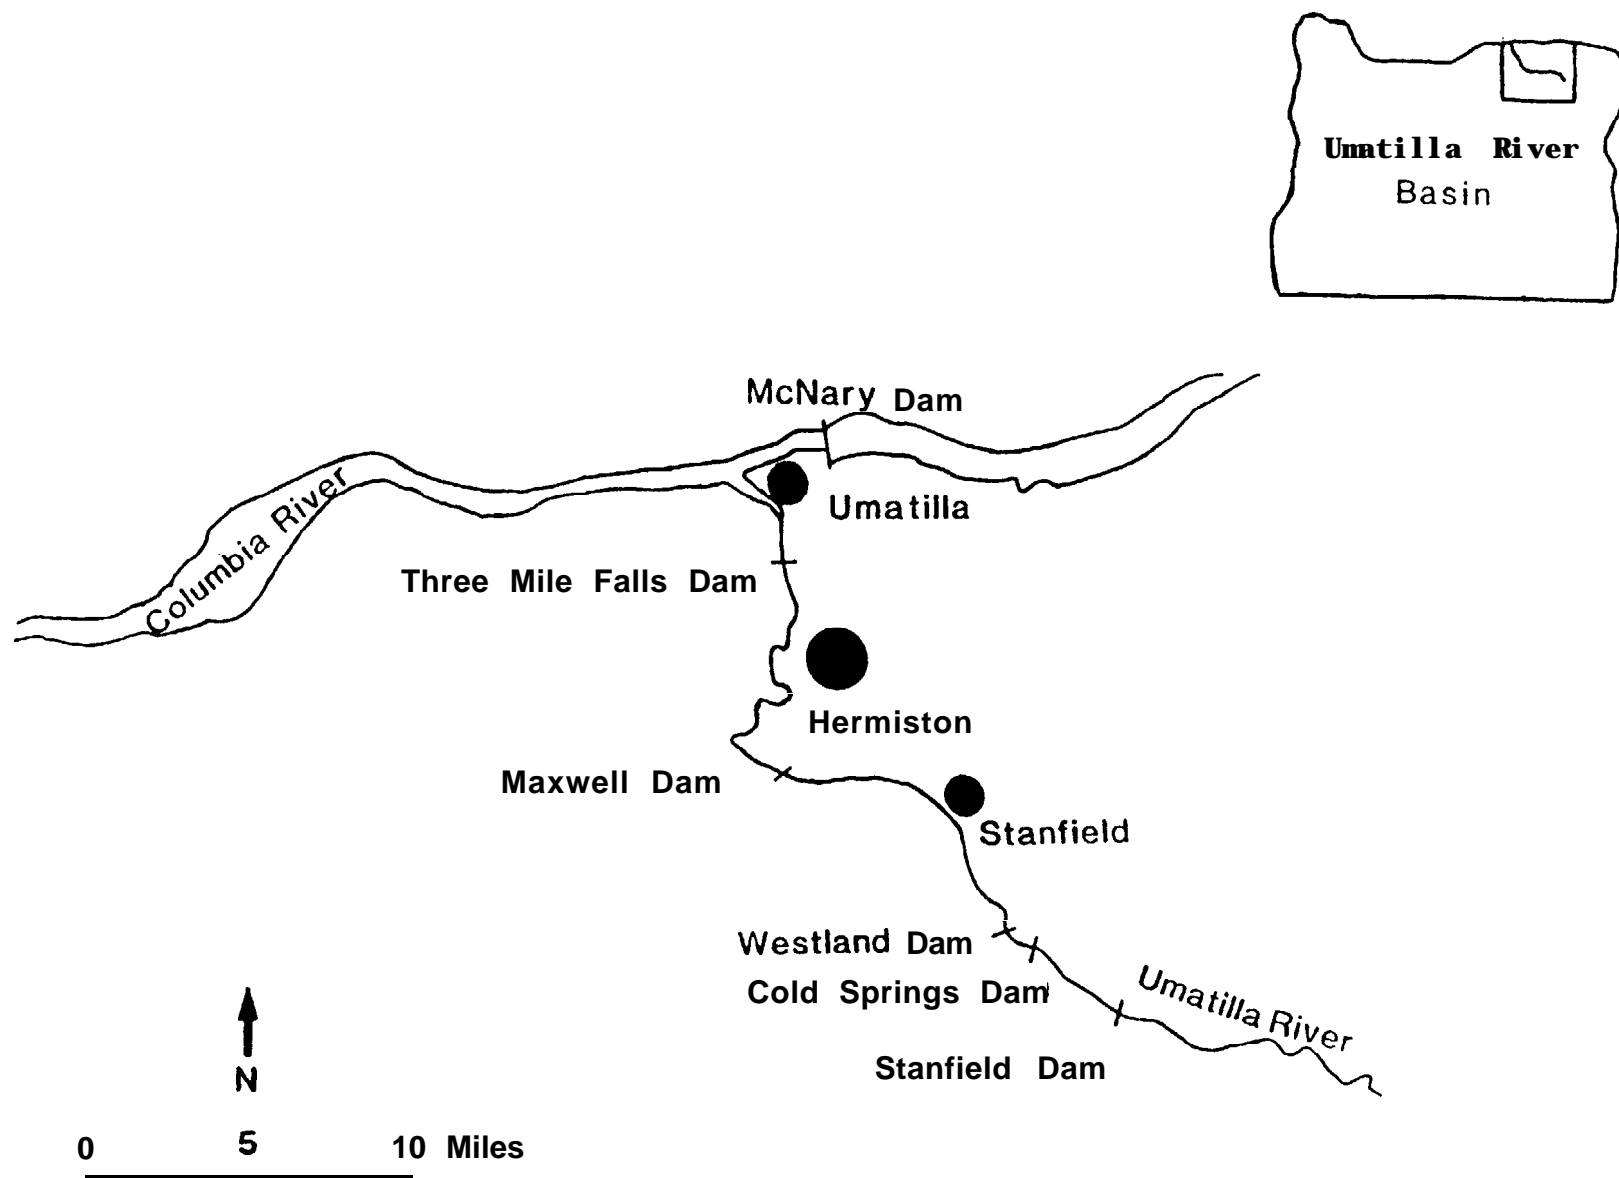 Umatilla River
Basin
McNary Dam
Umatilla
Columbia River
Three Mile Falls Dam
Hermiston
Maxwell Dam
Stanfield
Westland Dam
Cold Springs Dam
Umatilla River
Stanfield Dam
N
0 5 10 Miles